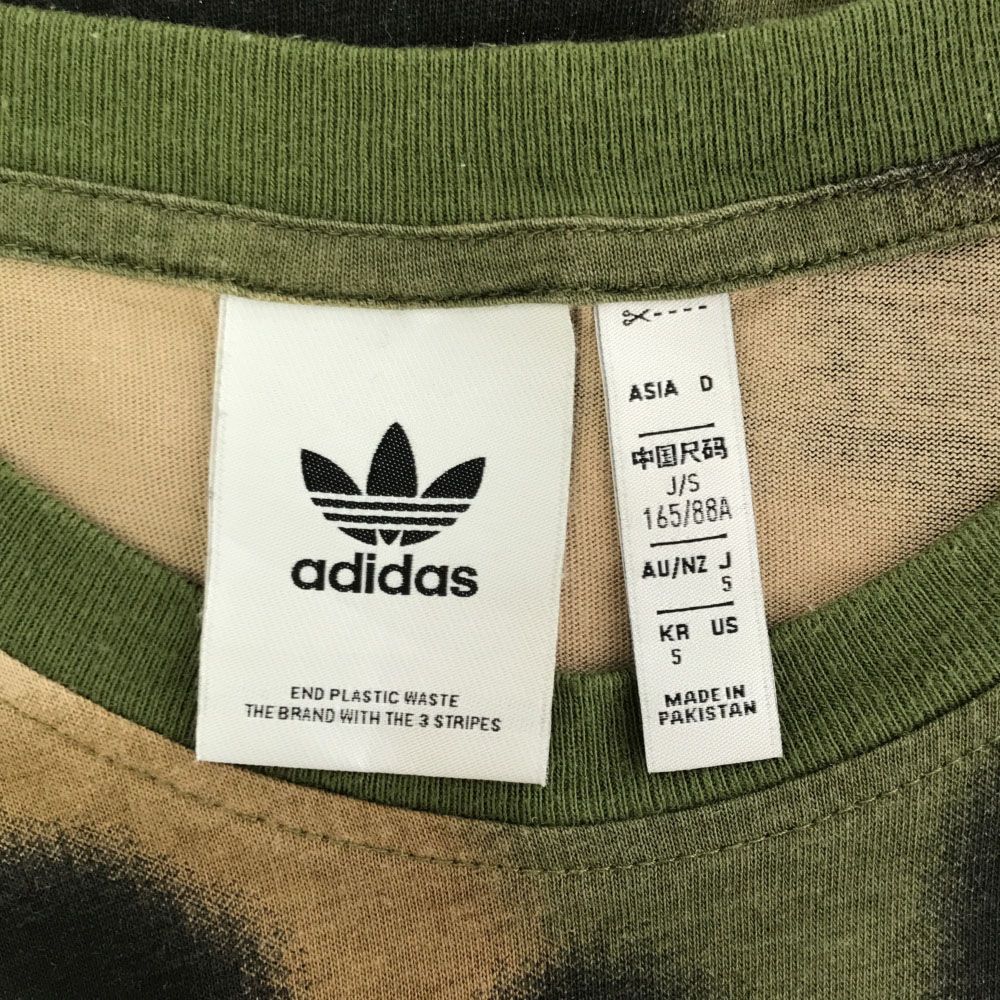 adidas
END PLASTIC WASTE
THE BRAND WITH THE 3 STRIPES
ASIA D
中国尺码
J/S
165/88A
AU/NZ J
S
KR US
S
MADE IN
PAKISTAN